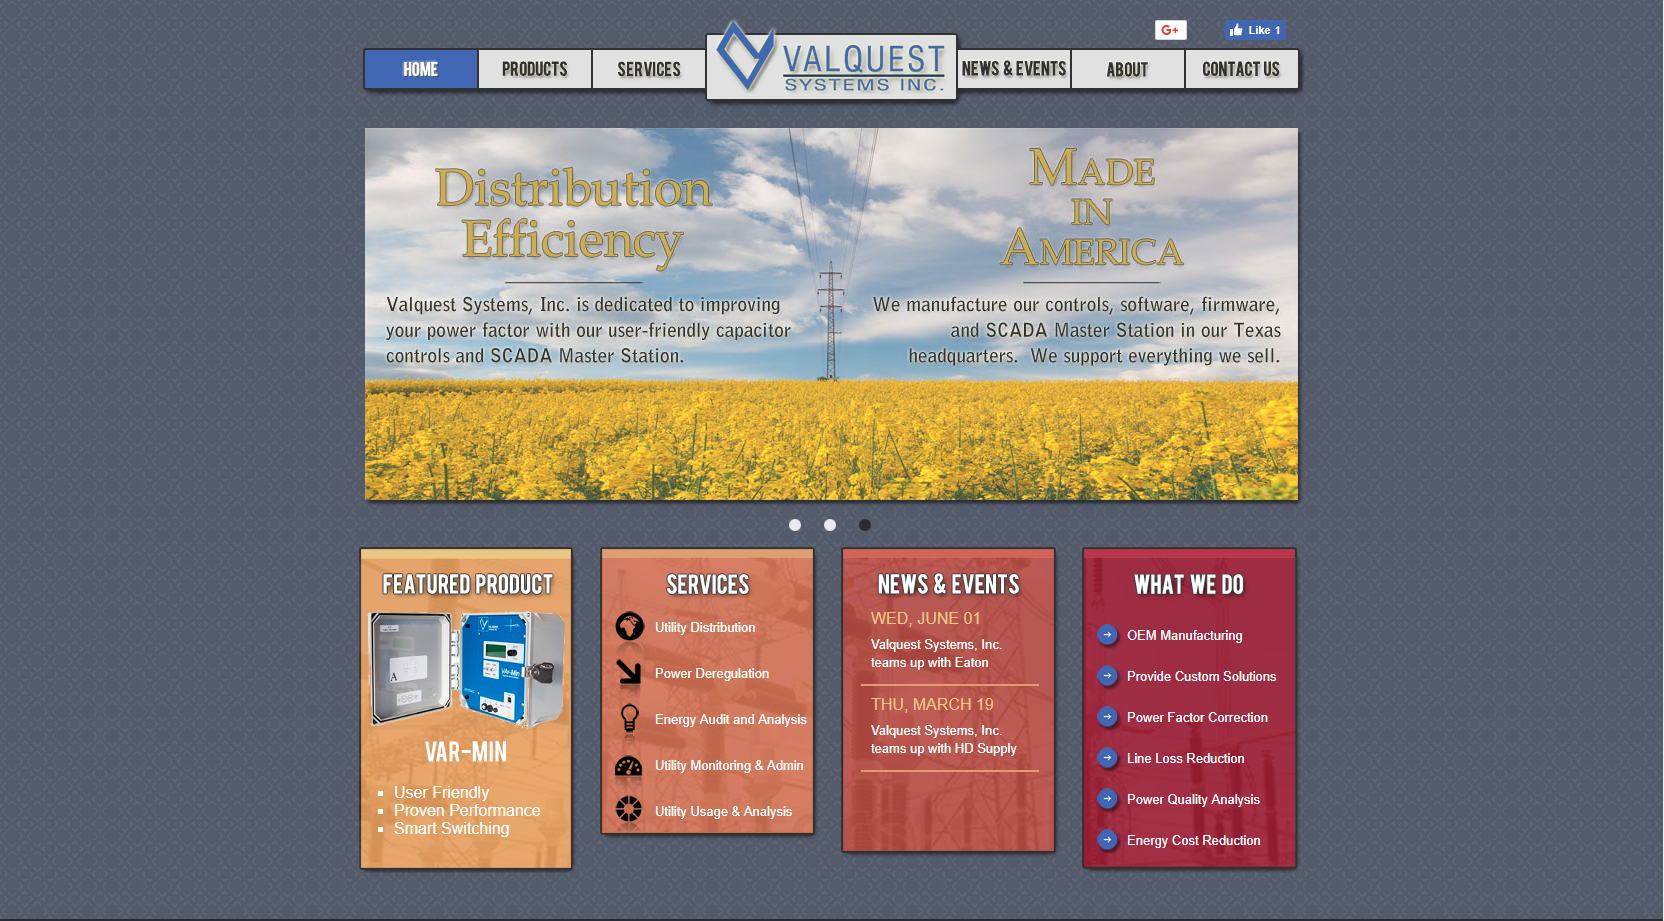 G+
Like 1
HOME
PRODUCTS
SERVICES
VALQUEST
SYSTEMS INC.
NEWS & EVENTS
ABOUT
CONTACT US
Distribution
Efficiency
Valquest Systems, Inc. is dedicated to improving
your power factor with our user-friendly capacitor
controls and SCADA Master Station.
MADE
IN
AMERICA
We manufacture our controls, software, firmware,
and SCADA Master Station in our Texas
headquarters. We support everything we sell.
FEATURED PRODUCT
A
VAr-Min
VAR-MIN
User Friendly
Proven Performance
Smart Switching
SERVICES
Utility Distribution
Power Deregulation
Energy Audit and Analysis
Utility Monitoring & Admin
Utility Usage & Analysis
NEWS & EVENTS
WED, JUNE 01
Valquest Systems, Inc.
teams up with Eaton
THU, MARCH 19
Valquest Systems, Inc.
teams up with HD Supply
WHAT WE DO
OEM Manufacturing
Provide Custom Solutions
Power Factor Correction
Line Loss Reduction
Power Quality Analysis
Energy Cost Reduction